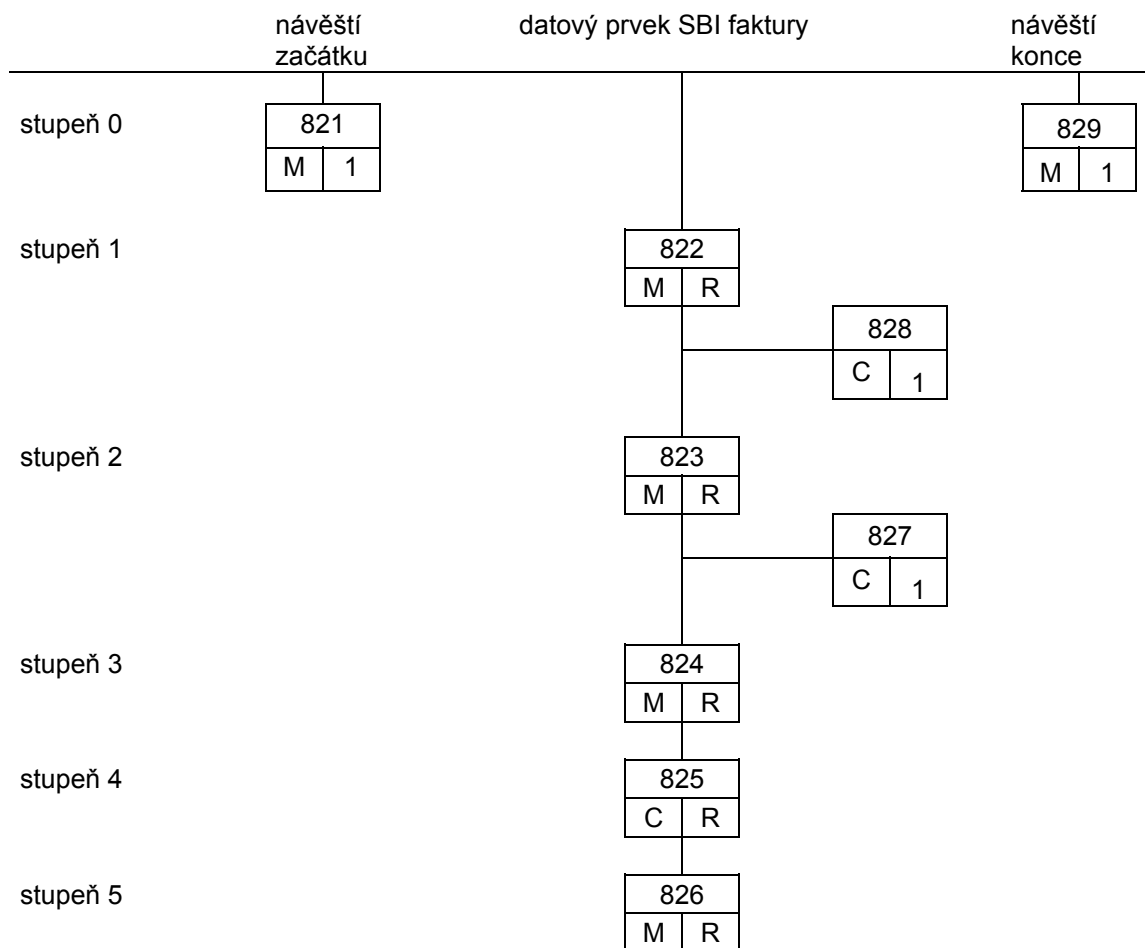 návěští začátku
datový prvek SBI faktury
návěští konce
stupeň 0
821
M 1
829
M 1
stupeň 1
822
M R
828
C 1
stupeň 2
823
M R
827
C 1
stupeň 3
824
M R
stupeň 4
825
C R
stupeň 5
826
M R